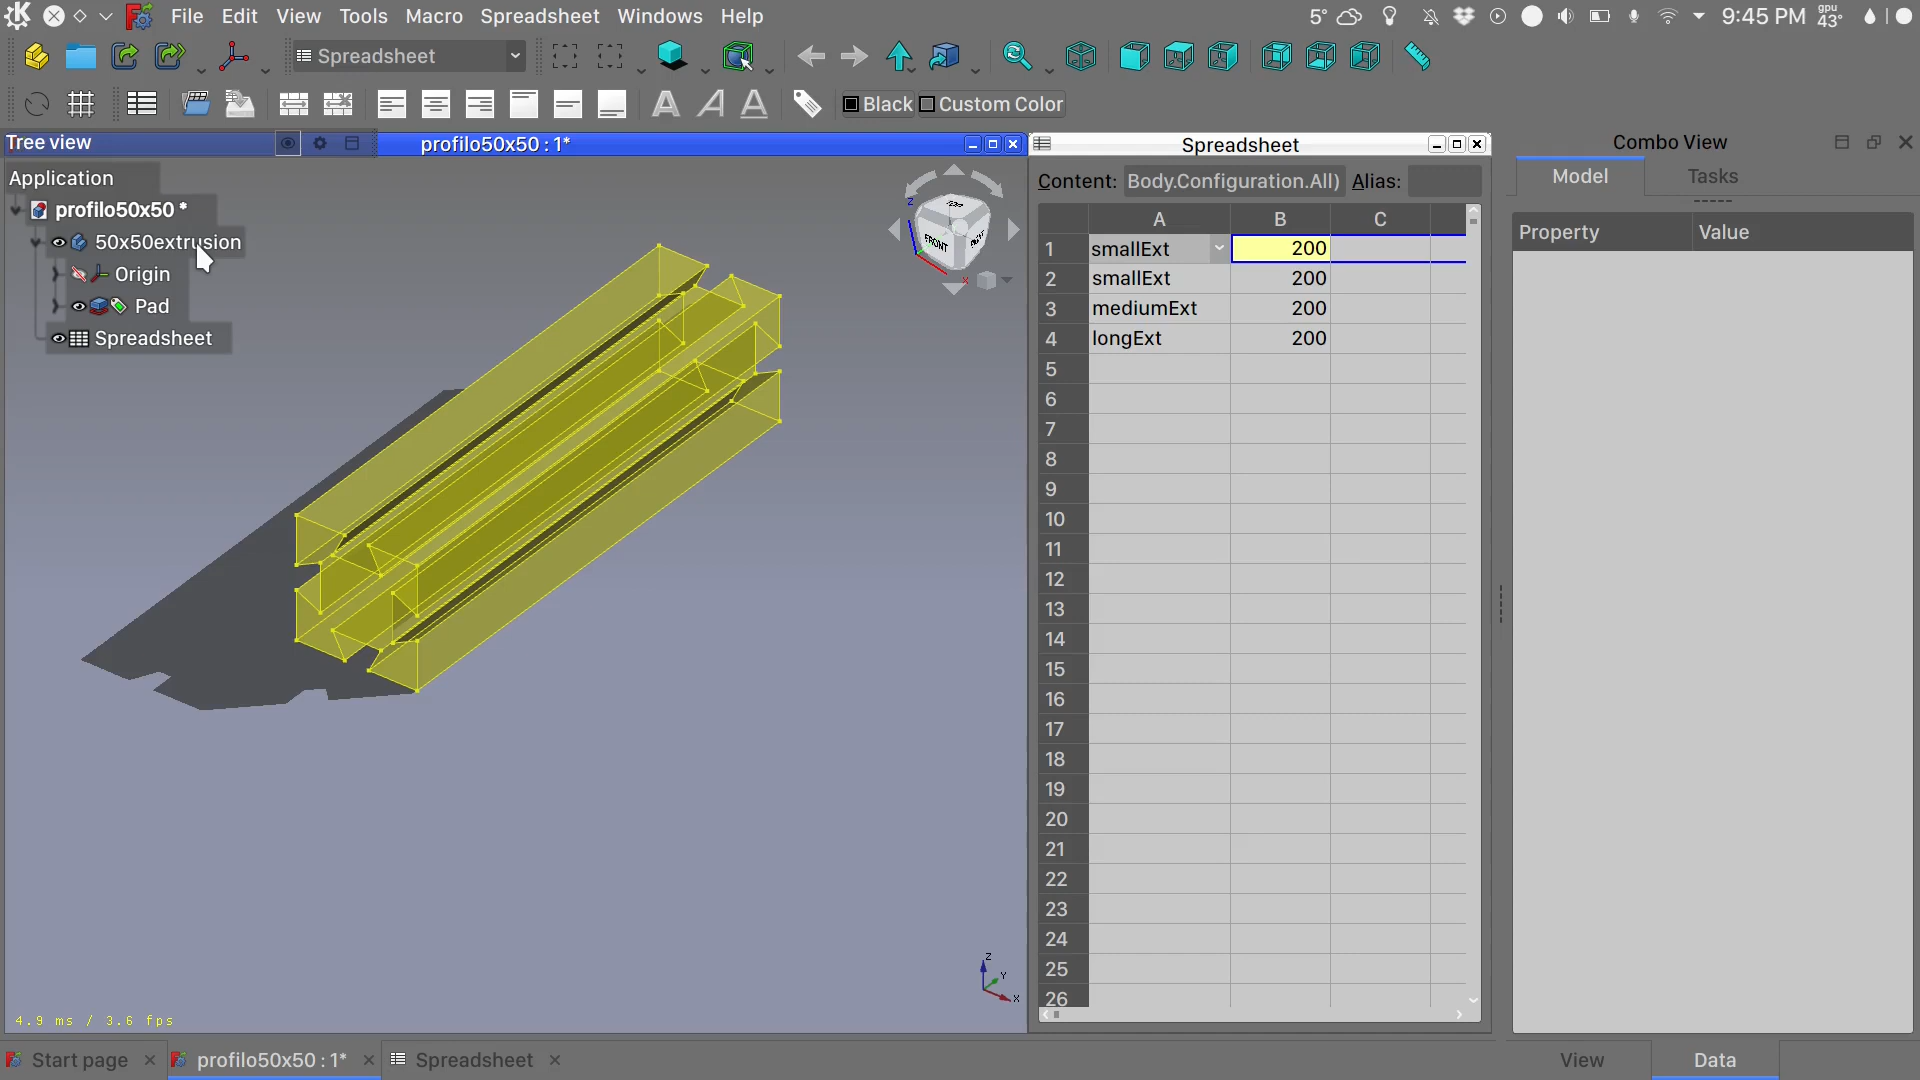 File Edit View Tools Macro Spreadsheet Windows Help
5° 9:45 PM gpu 43°
Spreadsheet
Black Custom Color
Tree view
profilo50x50 : 1*
Spreadsheet
Combo View
Application
profilo50x50 *
50x50extrusion
Origin
Pad
Spreadsheet
FRONT
RIGHT
Z
X
Content: Body.Configuration.All) Alias:
A B C
1 smallExt 200
2 smallExt 200
3 mediumExt 200
4 longExt 200
5
6
7
8
9
10
11
12
13
14
15
16
17
18
19
20
21
22
23
24
25
26
Model Tasks
Property Value
Z
Y
X
4.9 ms / 3.6 fps
Start page profilo50x50 : 1* Spreadsheet
View Data